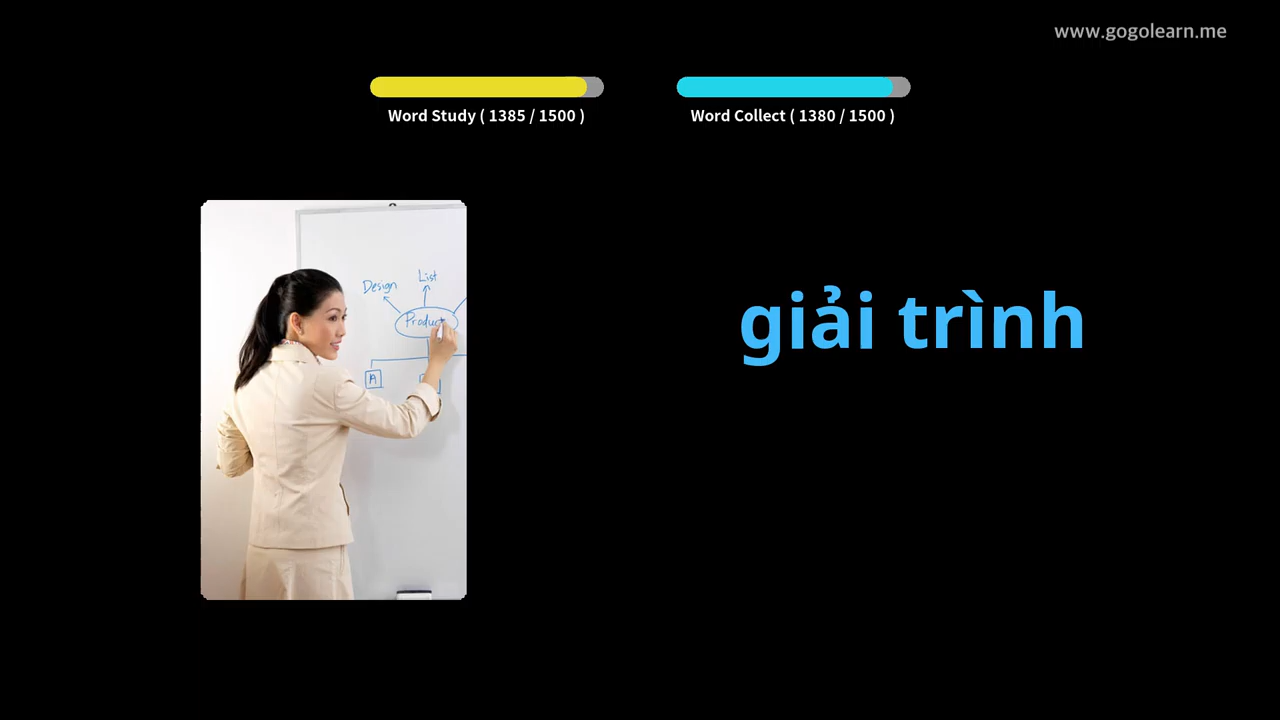 www.gogolearn.me
Word Study ( 1385 / 1500 )
Word Collect ( 1380 / 1500 )
giải trình
Design
List
Product
A